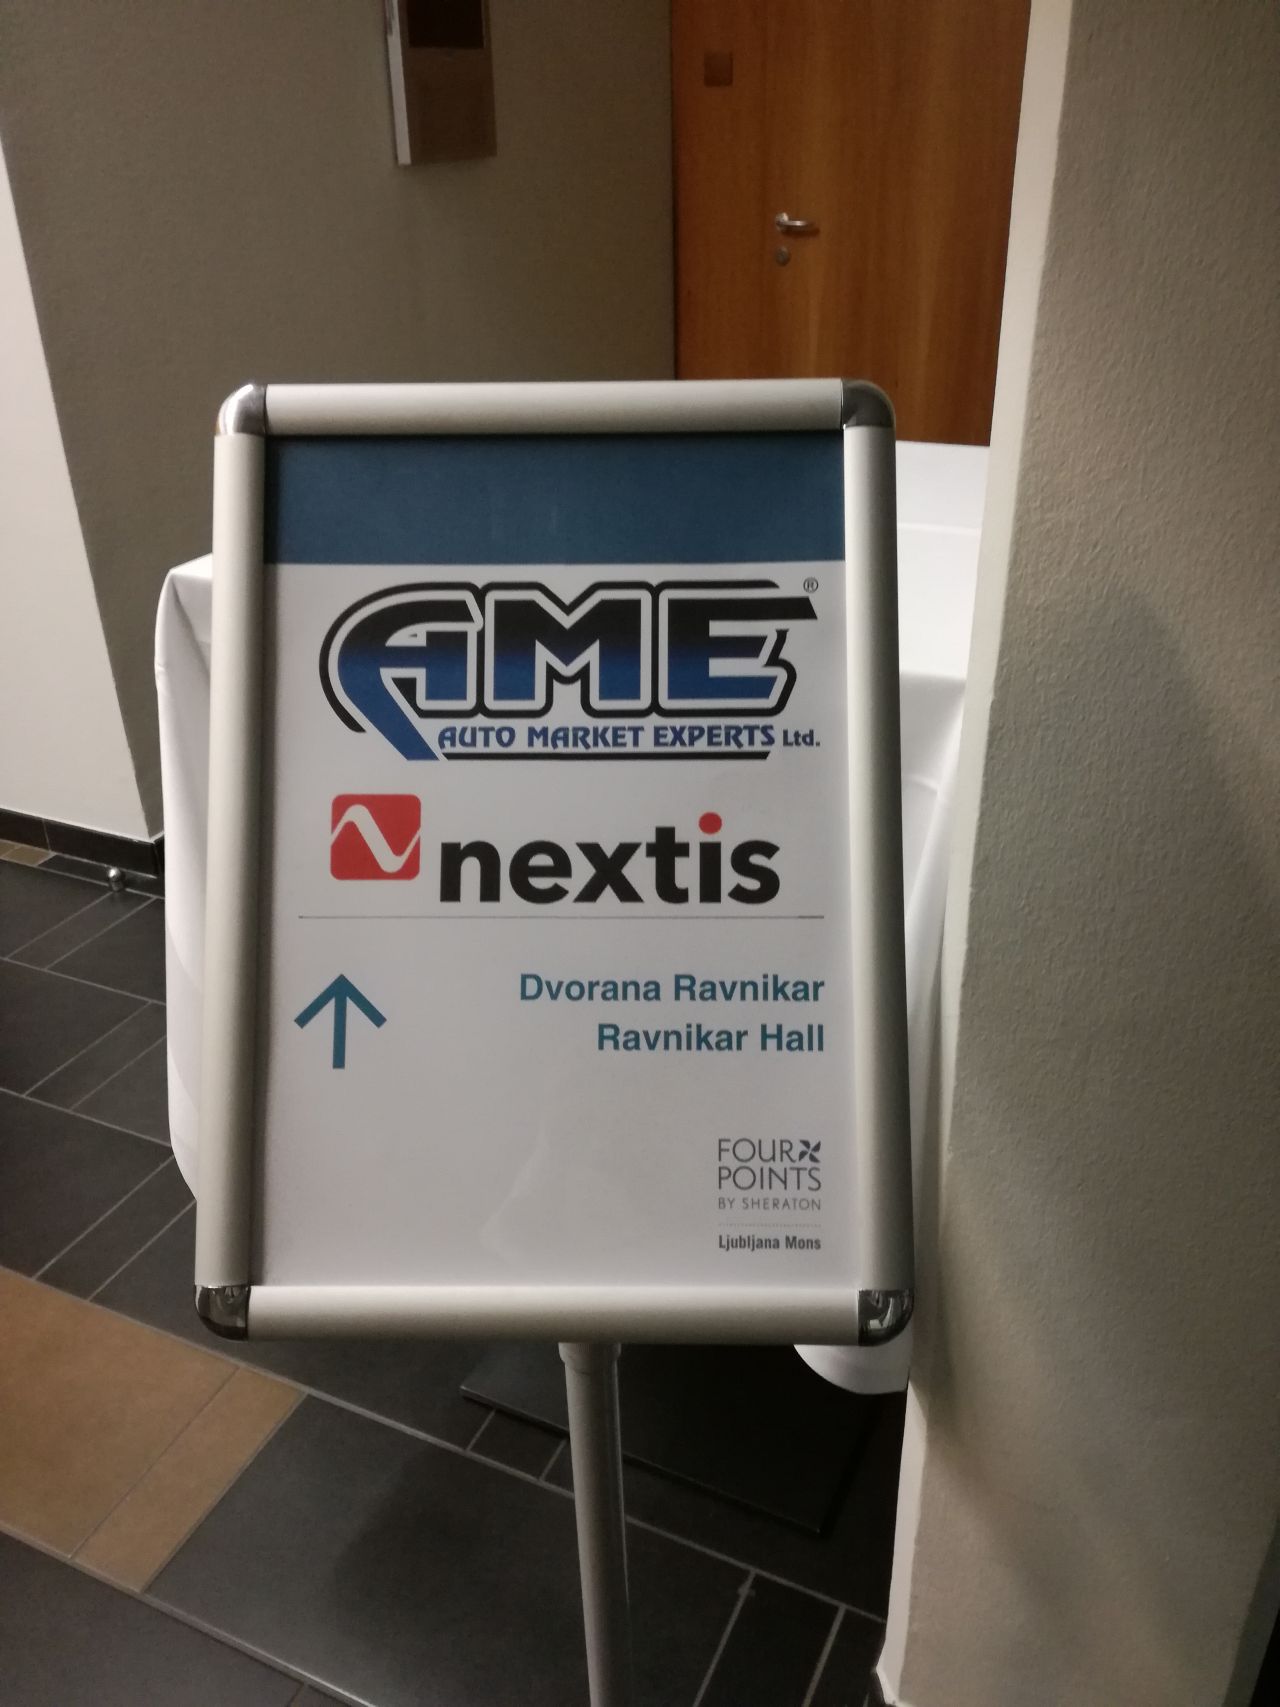 AME®
AUTO MARKET EXPERTS Ltd.
nextis
Dvorana Ravnikar
Ravnikar Hall
FOUR
POINTS
BY SHERATON
Ljubljana Mons